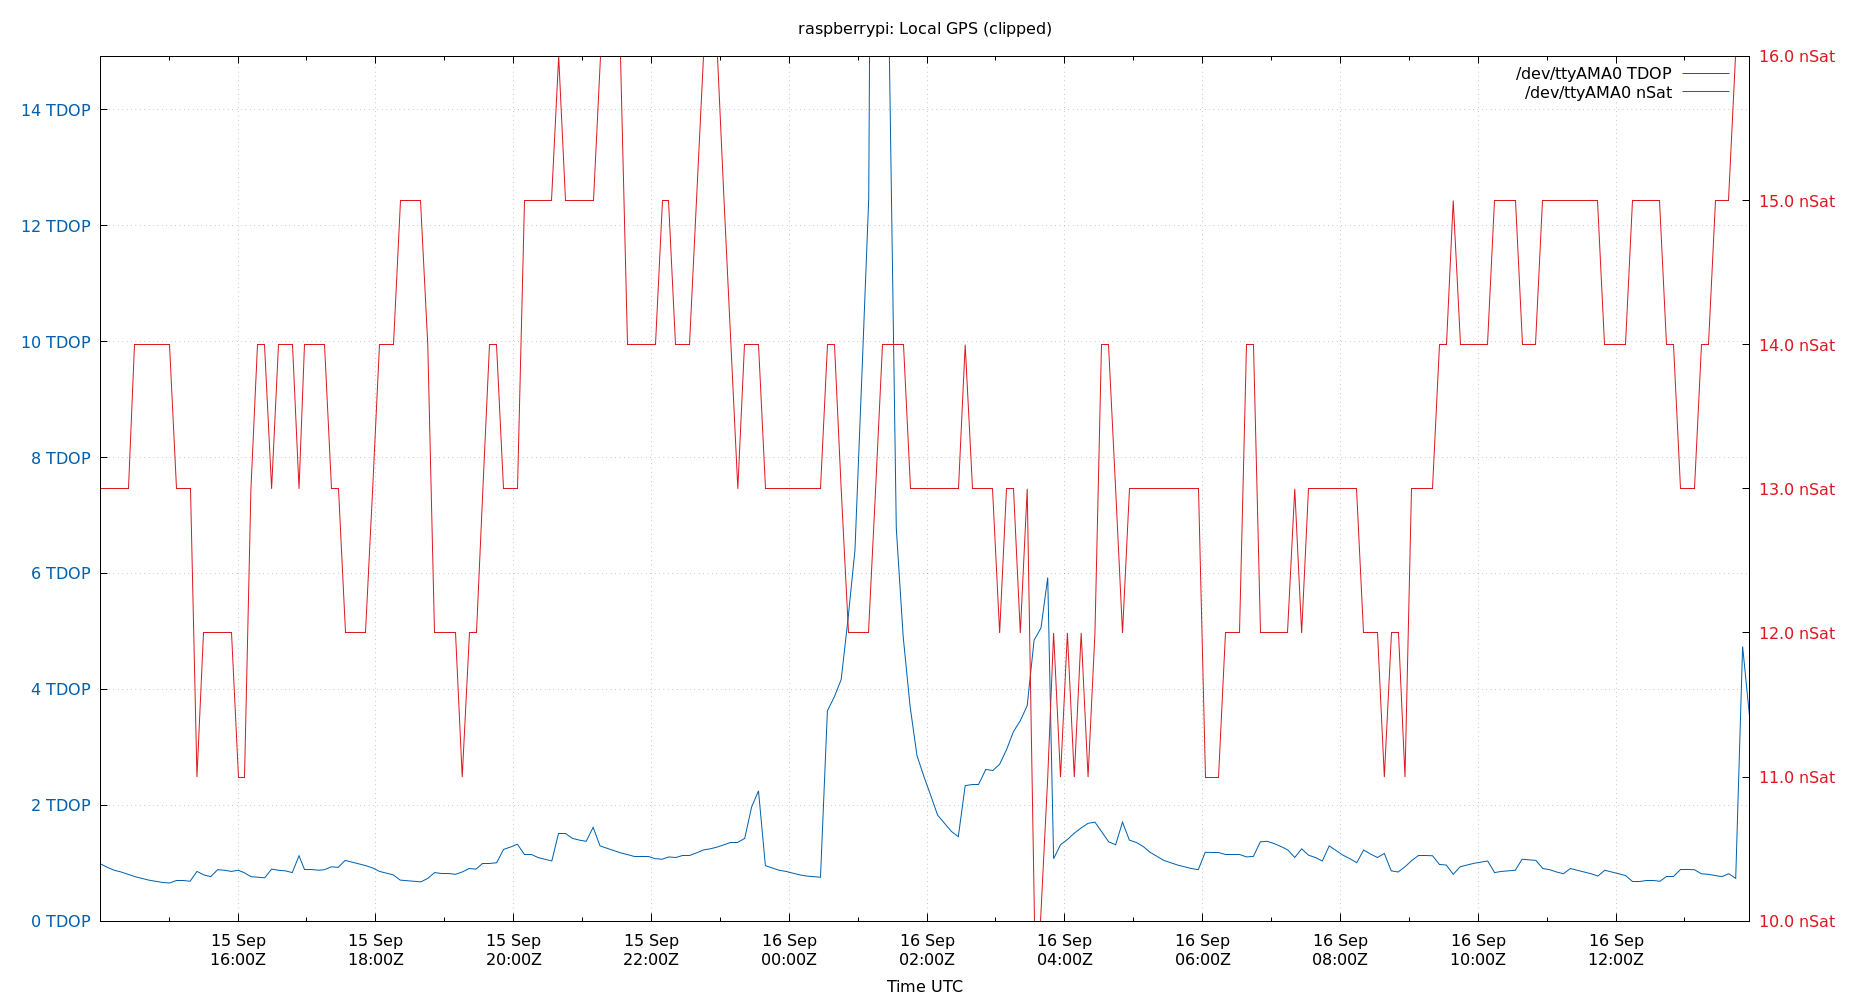 raspberrypi: Local GPS (clipped)
/dev/ttyAMA0 TDOP
/dev/ttyAMA0 nSat
14 TDOP
12 TDOP
10 TDOP
8 TDOP
6 TDOP
4 TDOP
2 TDOP
0 TDOP
16.0 nSat
15.0 nSat
14.0 nSat
13.0 nSat
12.0 nSat
11.0 nSat
10.0 nSat
15 Sep
16:00Z
15 Sep
18:00Z
15 Sep
20:00Z
15 Sep
22:00Z
16 Sep
00:00Z
16 Sep
02:00Z
16 Sep
04:00Z
16 Sep
06:00Z
16 Sep
08:00Z
16 Sep
10:00Z
16 Sep
12:00Z
Time UTC